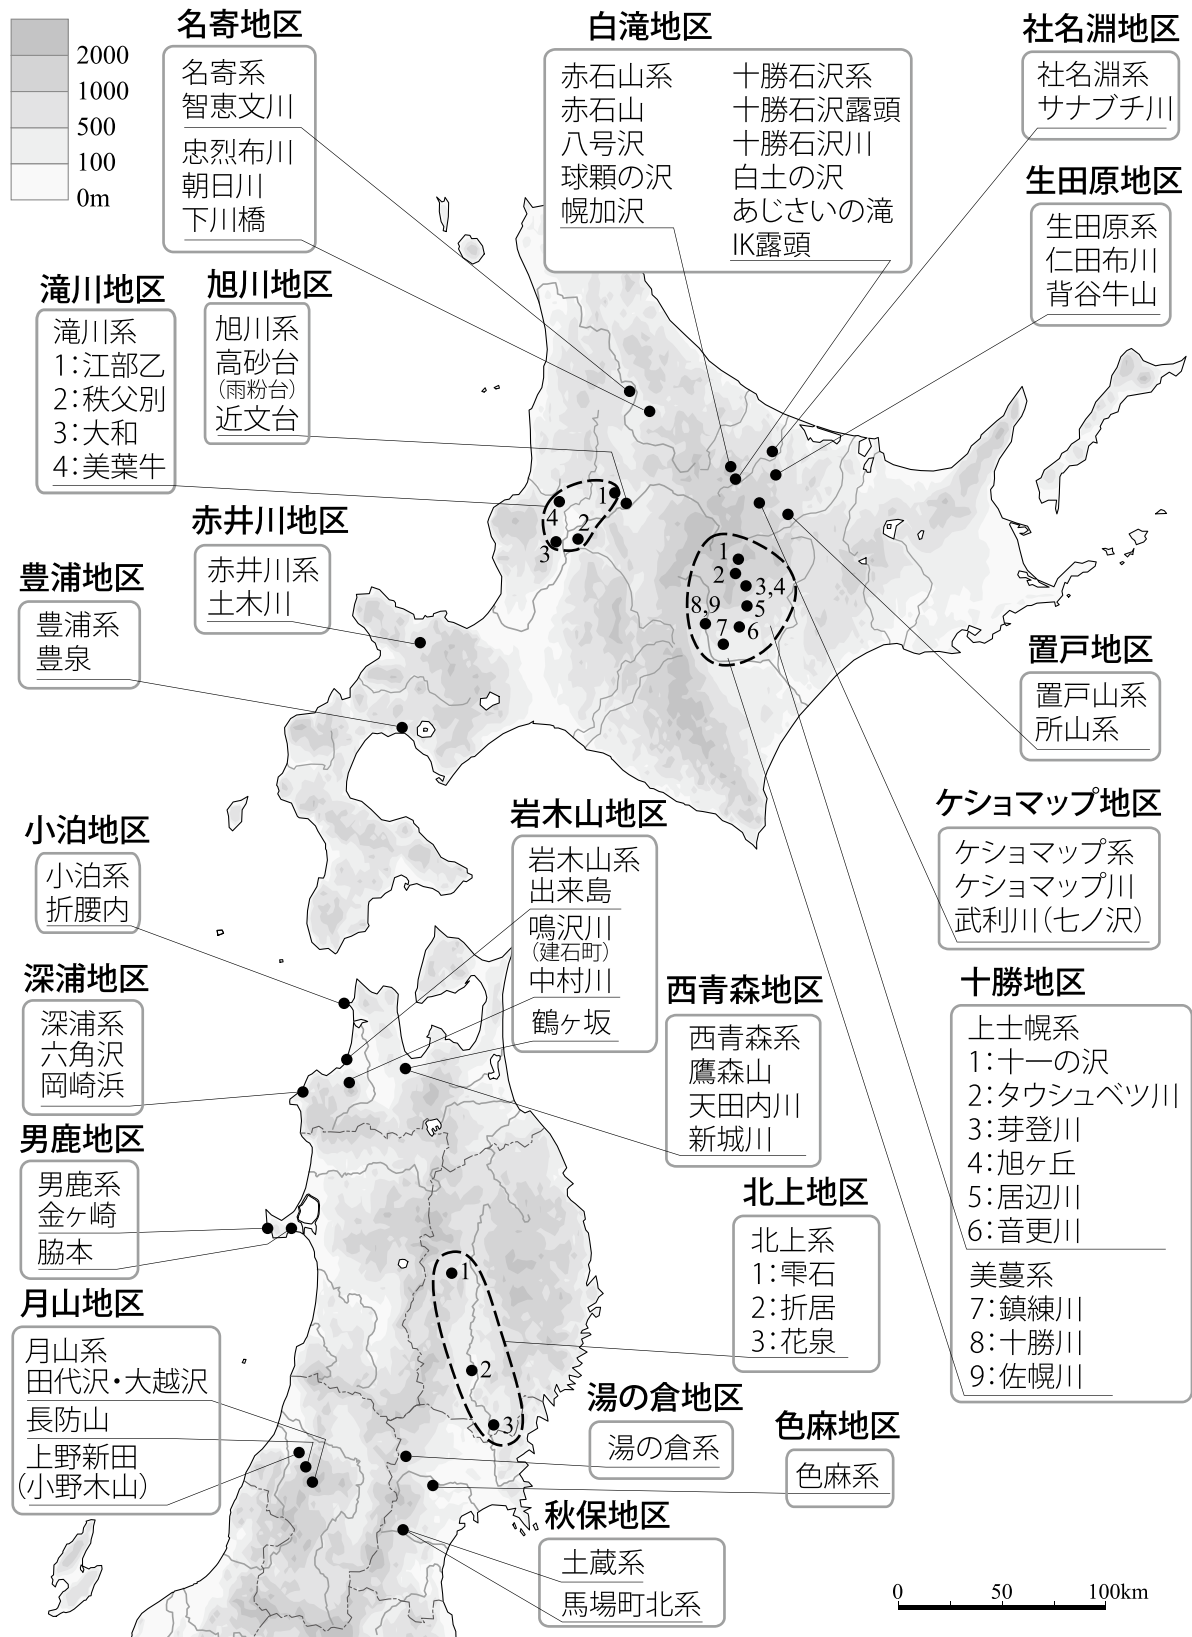 2000
1000
500
100
0m
名寄地区
名寄系
智恵文川
忠烈布川
朝日川
下川橋
白滝地区
赤石山系
赤石山
八号沢
球顆の沢
幌加沢
十勝石沢系
十勝石沢露頭
十勝石沢川
白土の沢
あじさいの滝
IK露頭
社名淵地区
社名淵系
サナブチ川
生田原地区
生田原系
仁田布川
背谷牛山
滝川地区
滝川系
1：江部乙
2：秩父別
3：大和
4：美葉牛
旭川地区
旭川系
高砂台
（雨粉台）
近文台
赤井川地区
赤井川系
土木川
豊浦地区
豊浦系
豊泉
1
4
2
3
1
2
3,4
5
8,9
6
7
置戸地区
置戸山系
所山系
ケショマップ地区
ケショマップ系
ケショマップ川
武利川（七ノ沢）
小泊地区
小泊系
折腰内
岩木山地区
岩木山系
出来島
鳴沢川
（建石町）
中村川
鶴ヶ坂
深浦地区
深浦系
六角沢
岡崎浜
西青森地区
西青森系
鷹森山
天田内川
新城川
十勝地区
上士幌系
1：十一の沢
2：タウシュベツ川
3：芽登川
4：旭ヶ丘
5：居辺川
6：音更川
美蔓系
7：鎮練川
8：十勝川
9：佐幌川
男鹿地区
男鹿系
金ヶ崎
脇本
北上地区
北上系
1：雫石
2：折居
3：花泉
1
2
3
月山地区
月山系
田代沢・大越沢
長防山
上野新田
（小野木山）
湯の倉地区
湯の倉系
色麻地区
色麻系
秋保地区
土蔵系
馬場町北系
0 50 100km